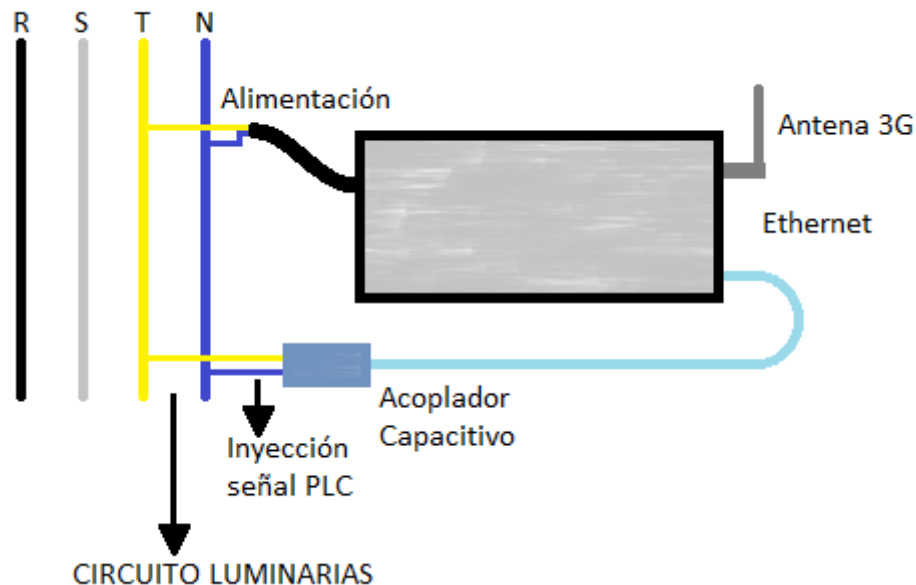 R S T N
Alimentación
Antena 3G
Ethernet
Acoplador
Capacitivo
Inyección
señal PLC
CIRCUITO LUMINARIAS